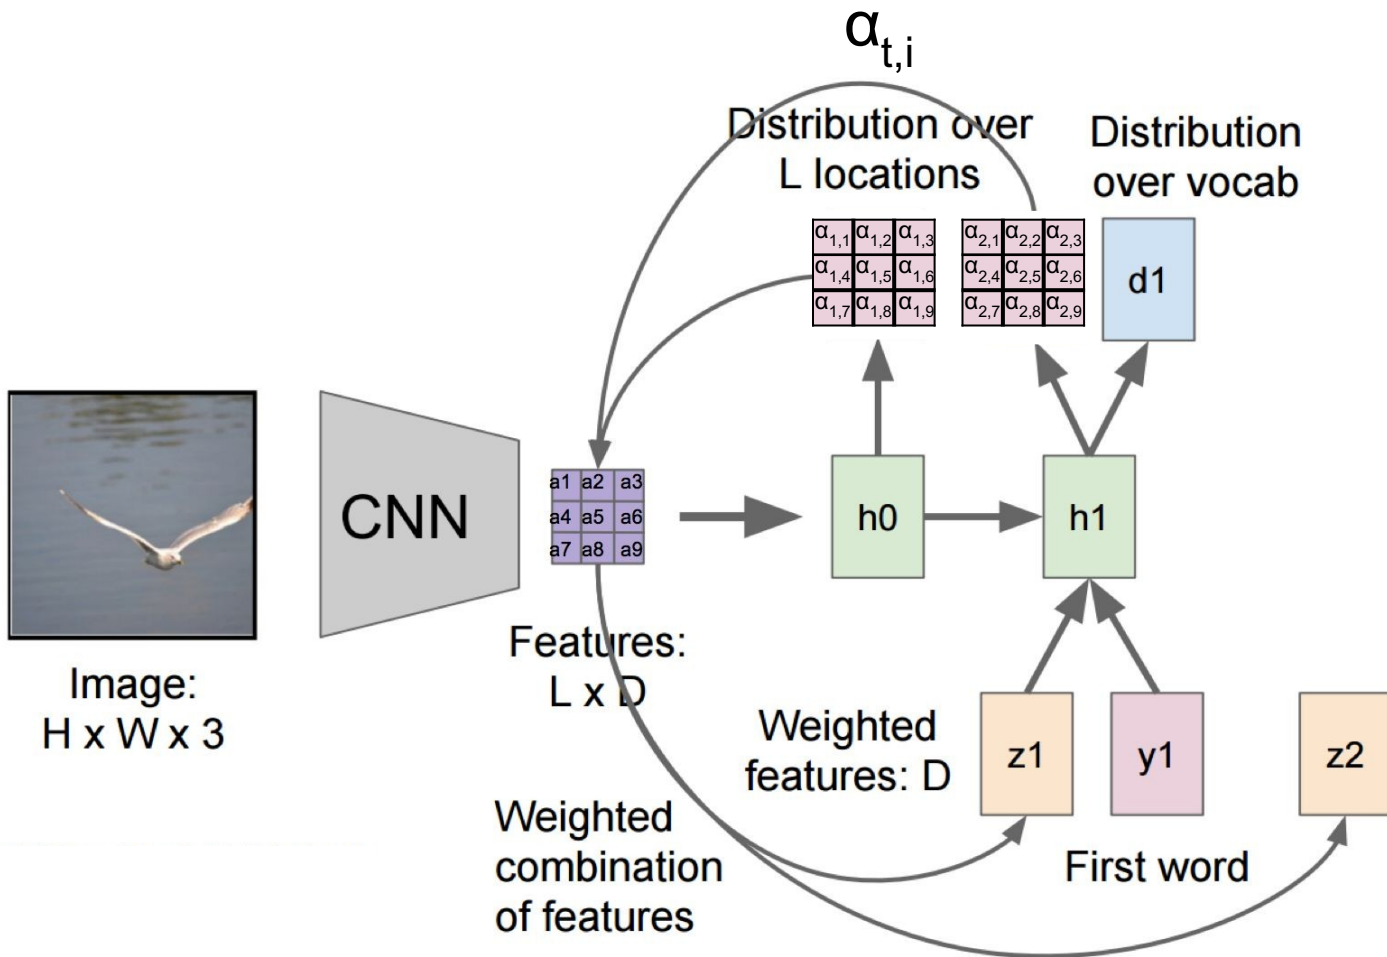 α t,i
Distribution over
L locations
Distribution
over vocab
α1,1 α1,2 α1,3
α1,4 α1,5 α1,6
α1,7 α1,8 α1,9
α2,1 α2,2 α2,3
α2,4 α2,5 α2,6
α2,7 α2,8 α2,9
d1
CNN
a1 a2 a3
a4 a5 a6
a7 a8 a9
h0
h1
Features:
L x D
Image:
H x W x 3
Weighted
features: D
z1
y1
z2
Weighted
combination
of features
First word